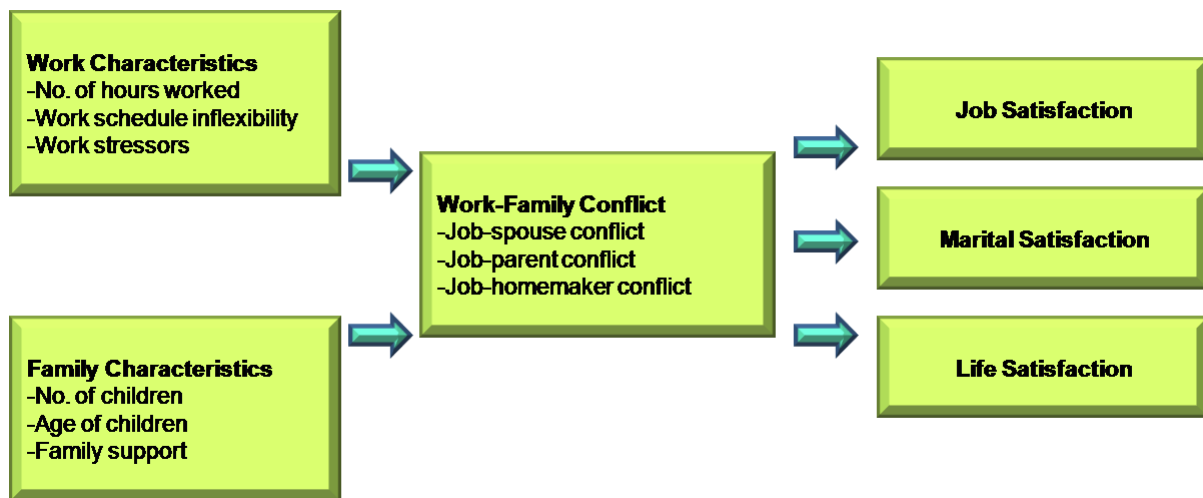 Work Characteristics
-No. of hours worked
-Work schedule inflexibility
-Work stressors
Family Characteristics
-No. of children
-Age of children
-Family support
Work-Family Conflict
-Job-spouse conflict
-Job-parent conflict
-Job-homemaker conflict
Job Satisfaction
Marital Satisfaction
Life Satisfaction